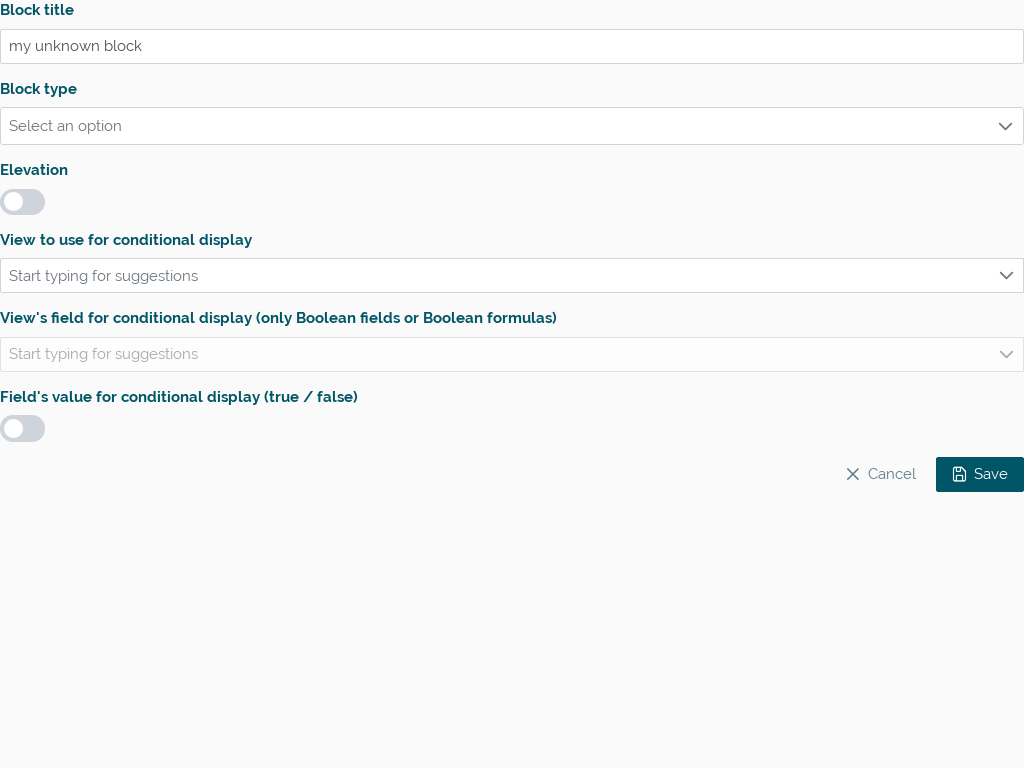 Block title
my unknown block
Block type
Select an option
Elevation
View to use for conditional display
Start typing for suggestions
View's field for conditional display (only Boolean fields or Boolean formulas)
Start typing for suggestions
Field's value for conditional display (true / false)
Cancel
Save